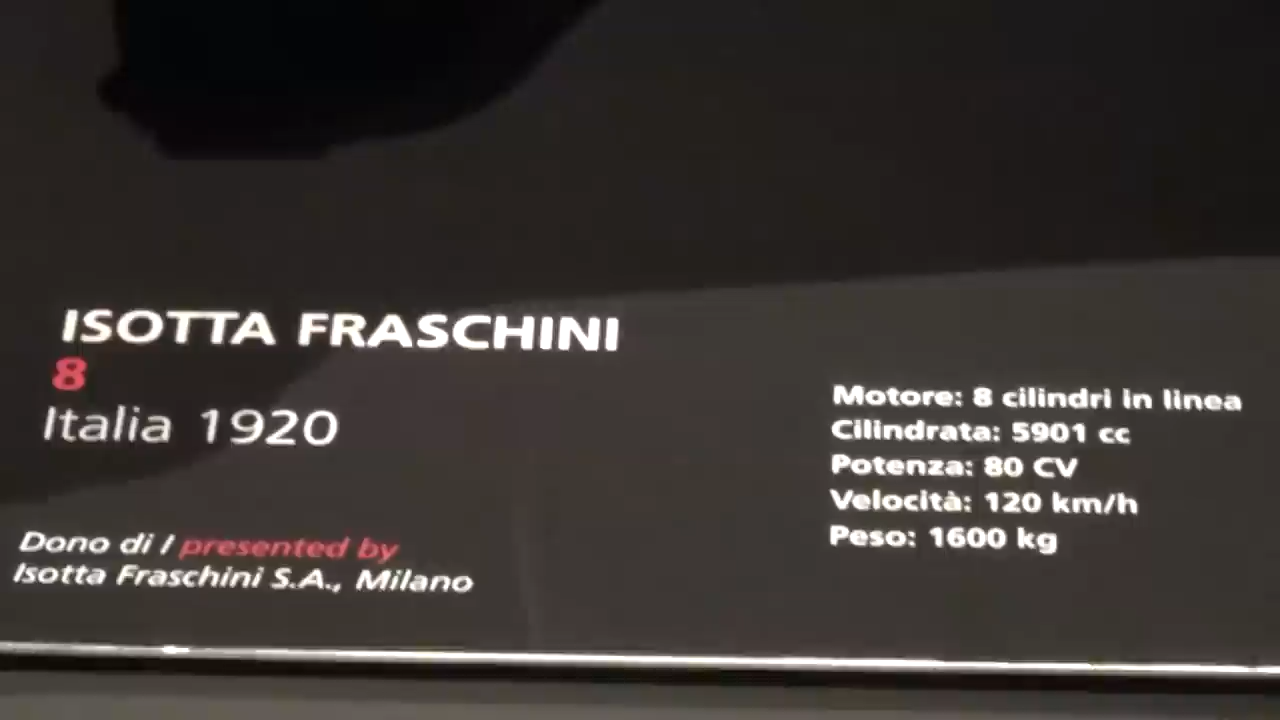 ISOTTA FRASCHINI
8
Italia 1920
Dono di / presented by
Isotta Fraschini S.A., Milano
Motore: 8 cilindri in linea
Cilindrata: 5901 cc
Potenza: 80 CV
Velocità: 120 km/h
Peso: 1600 kg